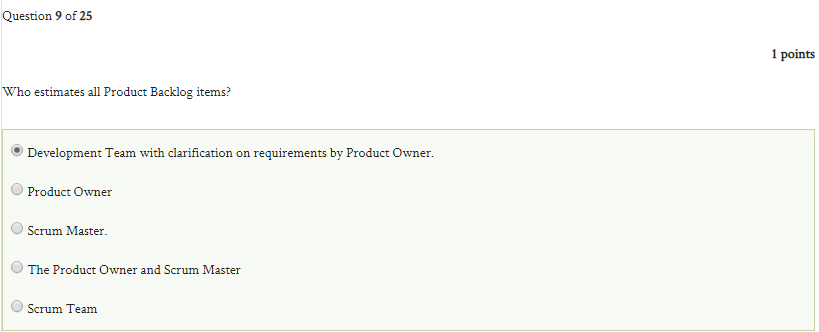 Question 9 of 25
1 points
Who estimates all Product Backlog items?
Development Team with clarification on requirements by Product Owner.
Product Owner
Scrum Master.
The Product Owner and Scrum Master
Scrum Team